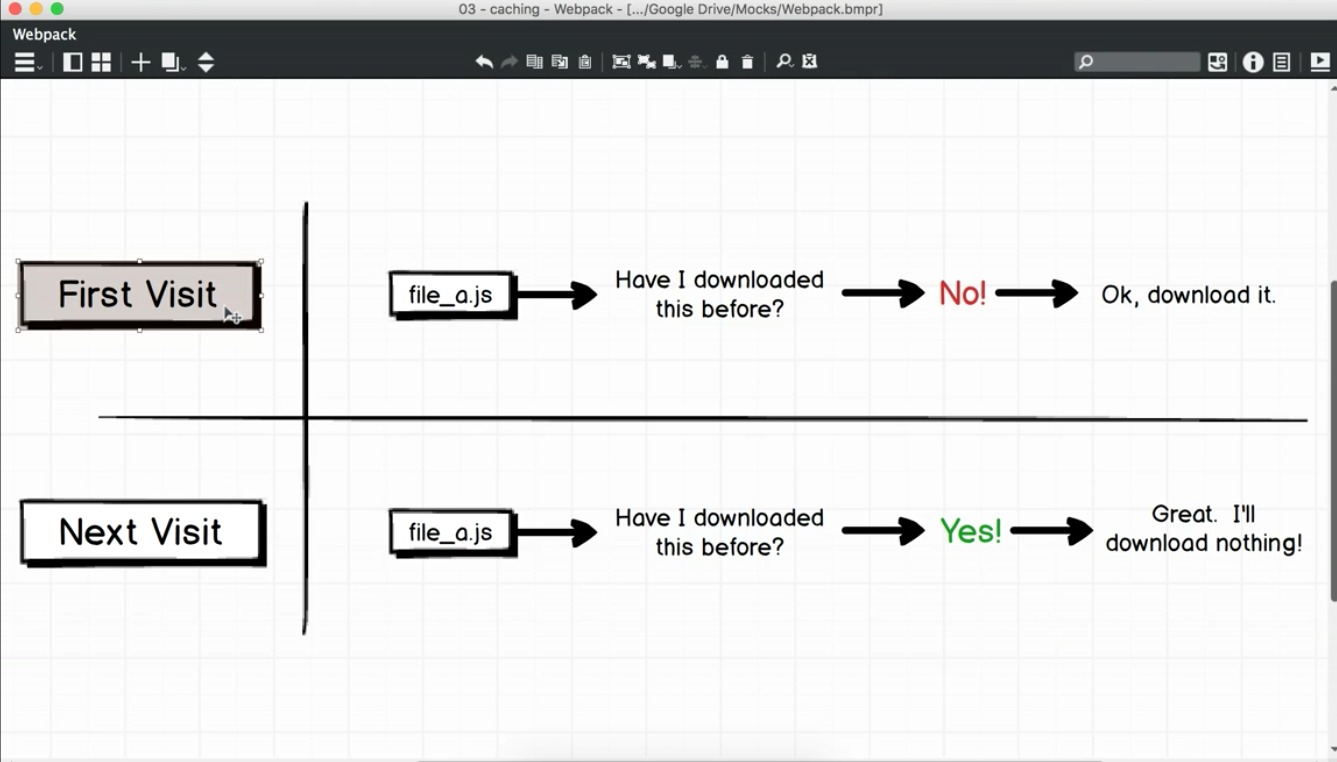 03 - caching - Webpack - [.../Google Drive/Mocks/Webpack.bmpr]
Webpack
First Visit
file_a.js
Have I downloaded
this before?
No!
Ok, download it.
Next Visit
file_a.js
Have I downloaded
this before?
Yes!
Great. I'll
download nothing!